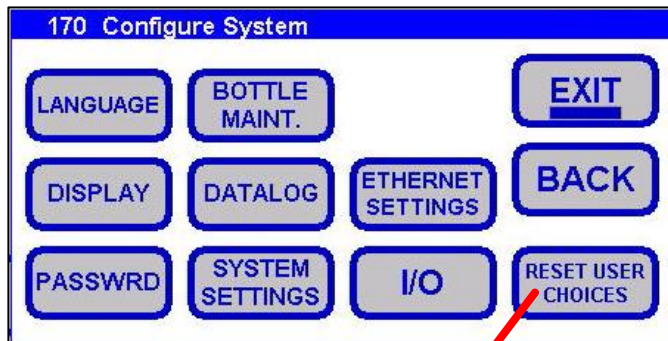 170 Configure System
LANGUAGE
BOTTLE
MAINT.
EXIT
DISPLAY
DATALOG
ETHERNET
SETTINGS
BACK
PASSWRD
SYSTEM
SETTINGS
I/O
RESET USER
CHOICES